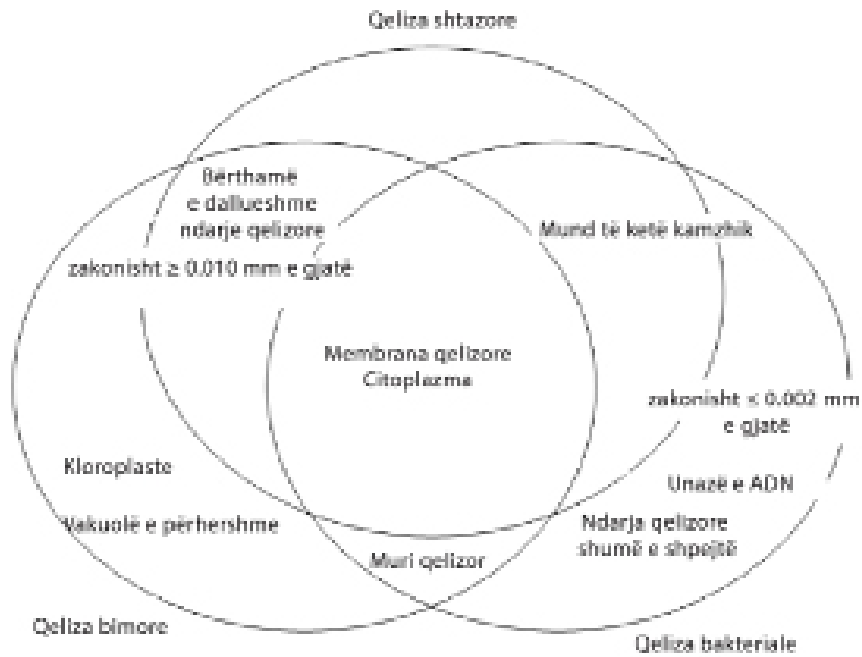 Qeliza shtazore
Bërthamë
e dallueshme
ndarje qelizore
zakonisht ≥ 0.010 mm e gjatë
Mund të ketë kamzhik
Membrana qelizore
Citoplazma
zakonisht ≤ 0.002 mm
e gjatë
Kloroplaste
Unazë e ADN
Vakuolë e përhershme
Ndarja qelizore
shumë e shpejtë
Muri qelizor
Qeliza bimore
Qeliza bakteriale